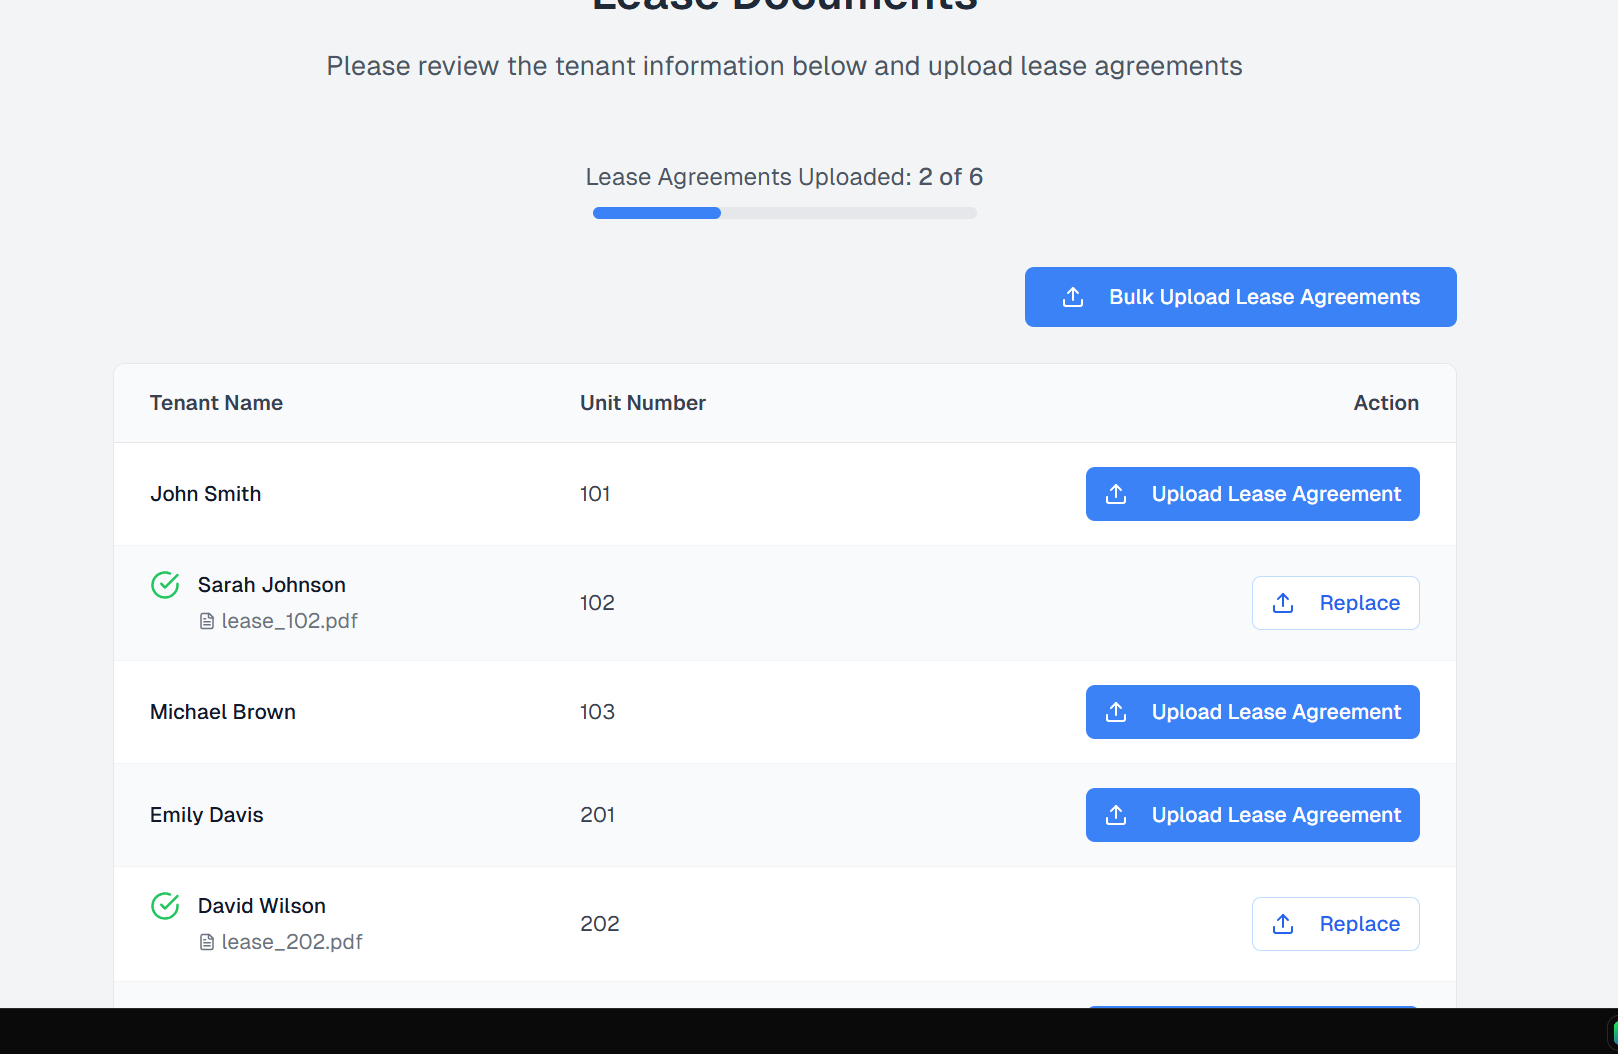 Lease Documents
Please review the tenant information below and upload lease agreements
Lease Agreements Uploaded: 2 of 6
Bulk Upload Lease Agreements
Tenant Name Unit Number Action
John Smith 101 Upload Lease Agreement
Sarah Johnson
lease_102.pdf
102 Replace
Michael Brown 103 Upload Lease Agreement
Emily Davis 201 Upload Lease Agreement
David Wilson
lease_202.pdf
202 Replace